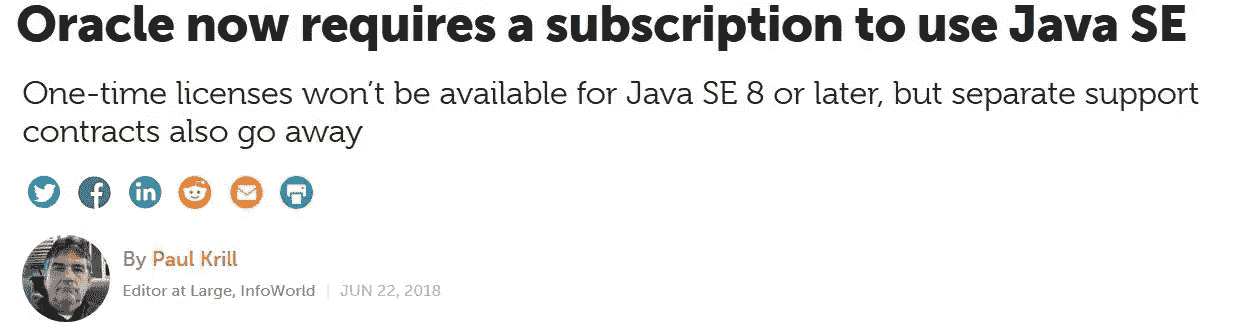 Oracle now requires a subscription to use Java SE
One-time licenses won't be available for Java SE 8 or later, but separate support
contracts also go away
By Paul Krill
Editor at Large, InfoWorld | JUN 22, 2018